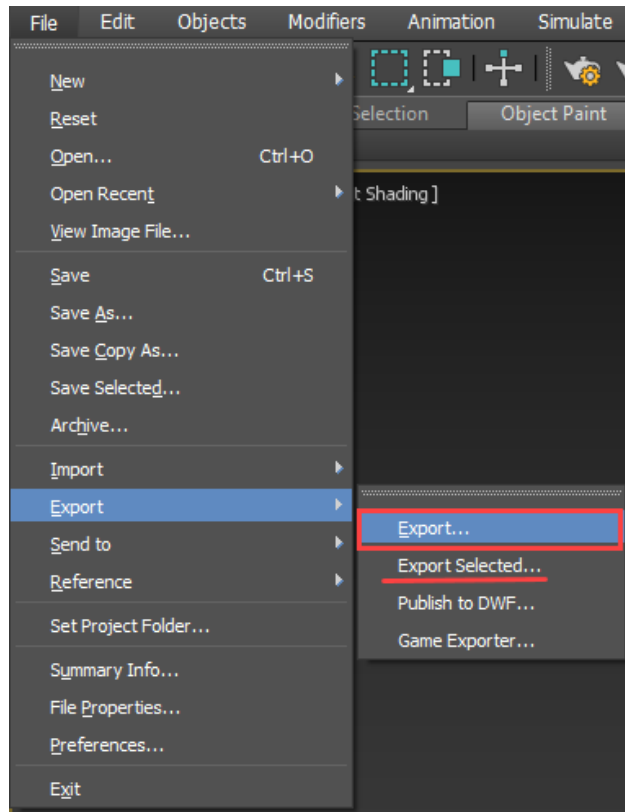 File Edit Objects Modifiers Animation Simulate
New
Selection Object Paint
Reset
Open... Ctrl+O
Open Recent
t Shading ]
View Image File...
Save Ctrl+S
Save As...
Save Copy As...
Save Selected...
Archive...
Import
Export
Send to
Reference
Set Project Folder...
Summary Info...
File Properties...
Preferences...
Exit
Export...
Export Selected...
Publish to DWF...
Game Exporter...